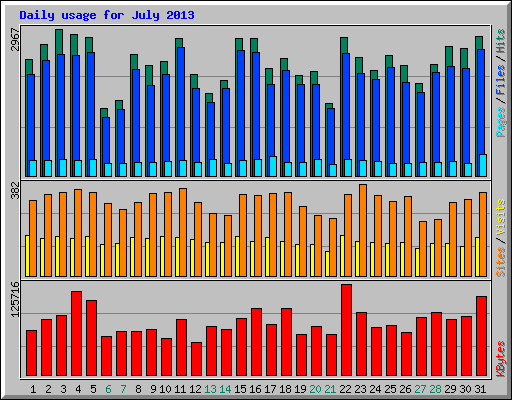 Daily usage for July 2013
2967
Pages / Files / Hits
382
Sites / Visits
125716
KBytes
1 2 3 4 5 6 7 8 9 10 11 12 13 14 15 16 17 18 19 20 21 22 23 24 25 26 27 28 29 30 31